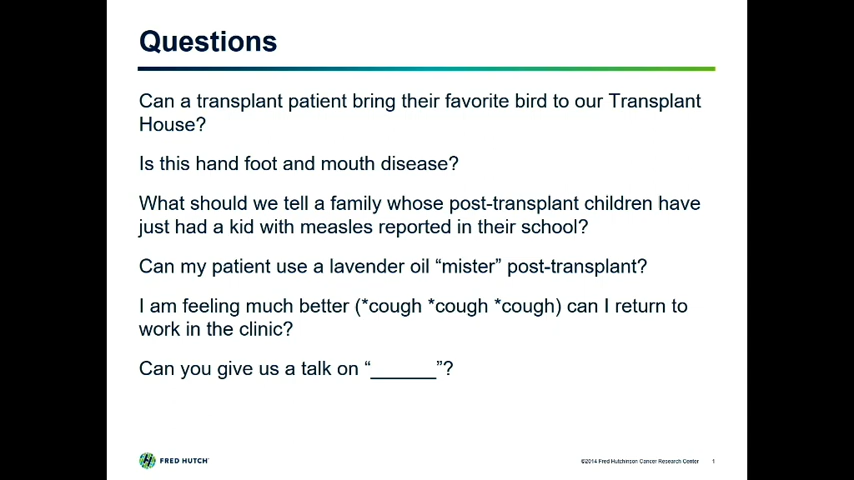 Questions
Can a transplant patient bring their favorite bird to our Transplant
House?
Is this hand foot and mouth disease?
What should we tell a family whose post-transplant children have
just had a kid with measles reported in their school?
Can my patient use a lavender oil “mister” post-transplant?
I am feeling much better (*cough *cough *cough) can I return to
work in the clinic?
Can you give us a talk on “______”?
FRED HUTCH
©2014 Fred Hutchinson Cancer Research Center 1